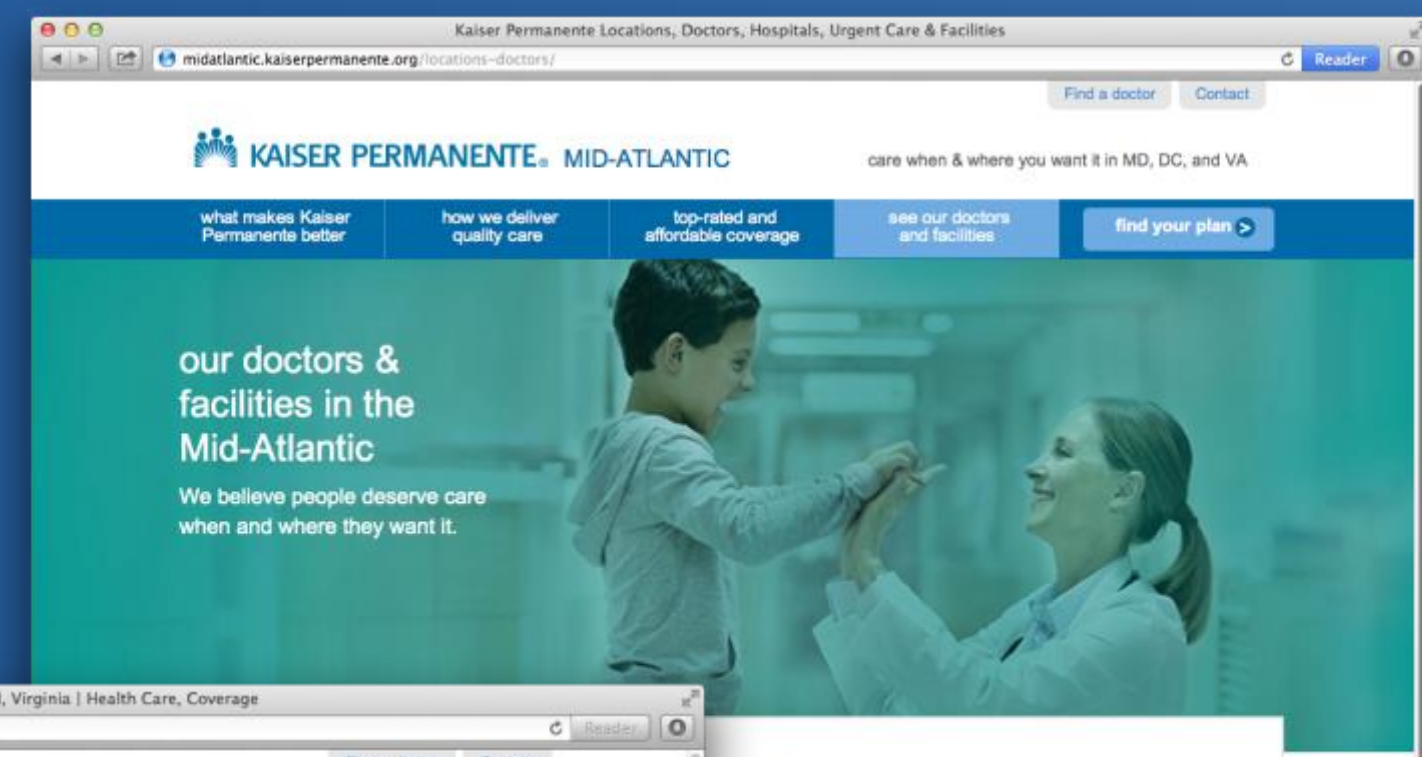 Kaiser Permanente Locations, Doctors, Hospitals, Urgent Care & Facilities
midatlantic.kaiserpermanente.org/locations-doctors/
Reader
Find a doctor
Contact
KAISER PERMANENTE® MID-ATLANTIC
care when & where you want it in MD, DC, and VA
what makes Kaiser
Permanente better
how we deliver
quality care
top-rated and
affordable coverage
see our doctors
and facilities
find your plan >
our doctors &
facilities in the
Mid-Atlantic
We believe people deserve care
when and where they want it.
, Virginia | Health Care, Coverage
Reader